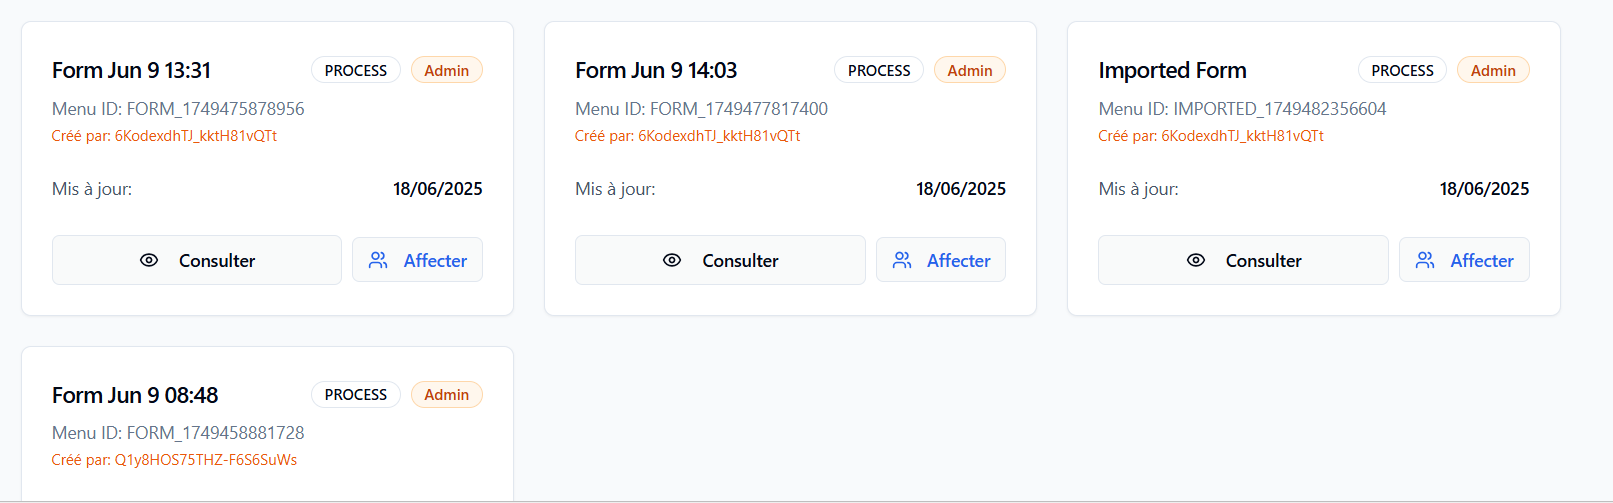 Form Jun 9 13:31 PROCESS Admin
Menu ID: FORM_1749475878956
Créé par: 6KodexdhTJ_kktH81vQTt
Mis à jour: 18/06/2025
Consulter Affecter
Form Jun 9 14:03 PROCESS Admin
Menu ID: FORM_1749477817400
Créé par: 6KodexdhTJ_kktH81vQTt
Mis à jour: 18/06/2025
Consulter Affecter
Imported Form PROCESS Admin
Menu ID: IMPORTED_1749482356604
Créé par: 6KodexdhTJ_kktH81vQTt
Mis à jour: 18/06/2025
Consulter Affecter
Form Jun 9 08:48 PROCESS Admin
Menu ID: FORM_1749458881728
Créé par: Q1y8HOS75THZ-F6S6SuWs